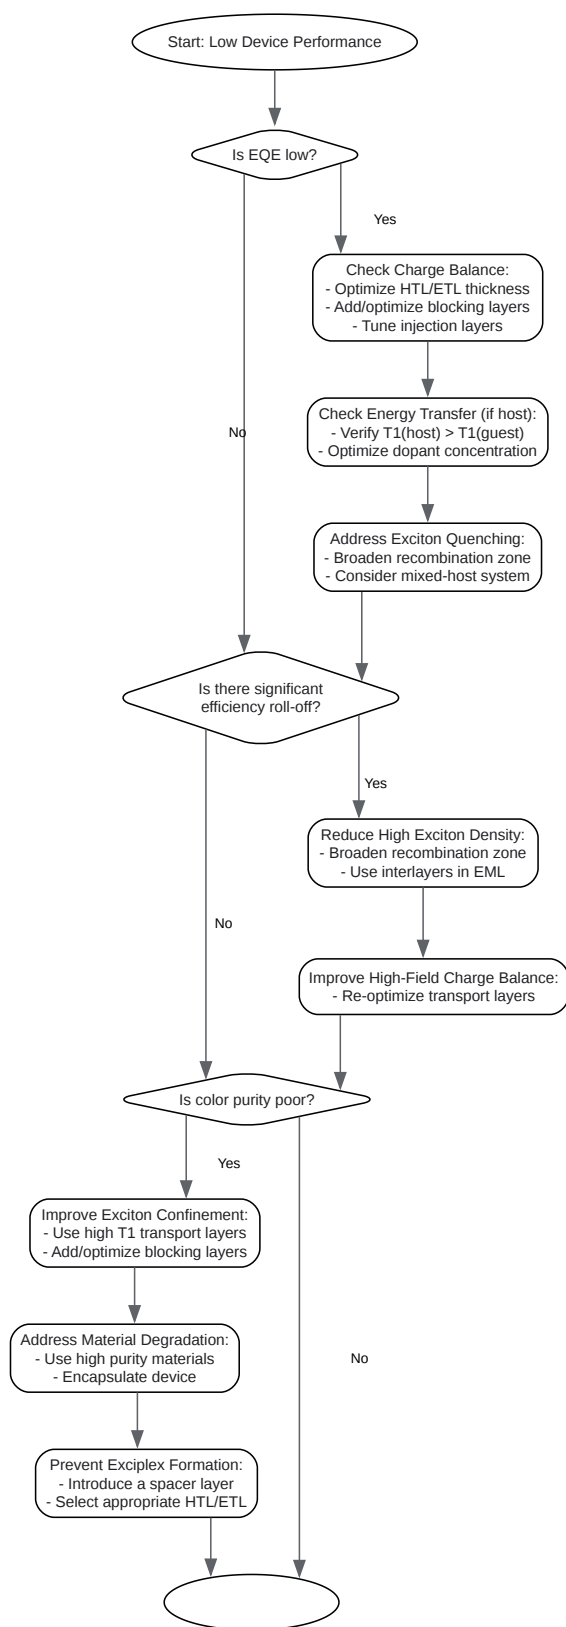 Start: Low Device Performance
Is EQE low?
Yes
Check Charge Balance:
- Optimize HTL/ETL thickness
- Add/optimize blocking layers
- Tune injection layers
No
Check Energy Transfer (if host):
- Verify T1(host) > T1(guest)
- Optimize dopant concentration
Address Exciton Quenching:
- Broaden recombination zone
- Consider mixed-host system
Is there significant
efficiency roll-off?
Yes
Reduce High Exciton Density:
- Broaden recombination zone
- Use interlayers in EML
No
Improve High-Field Charge Balance:
- Re-optimize transport layers
Is color purity poor?
Yes
Improve Exciton Confinement:
- Use high T1 transport layers
- Add/optimize blocking layers
Address Material Degradation:
- Use high purity materials
- Encapsulate device
No
Prevent Exciplex Formation:
- Introduce a spacer layer
- Select appropriate HTL/ETL